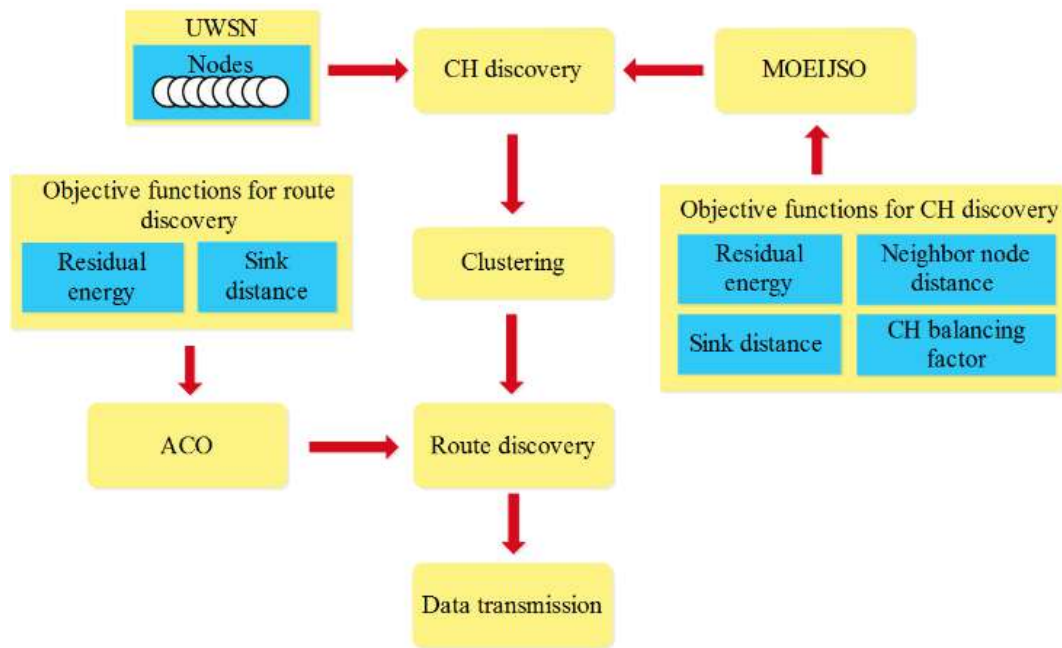 UWSN
Nodes
CH discovery
MOEIJSO
Objective functions for route
discovery
Residual
energy
Sink
distance
Clustering
Objective functions for CH discovery
Residual
energy
Neighbor node
distance
Sink distance
CH balancing
factor
ACO
Route discovery
Data transmission